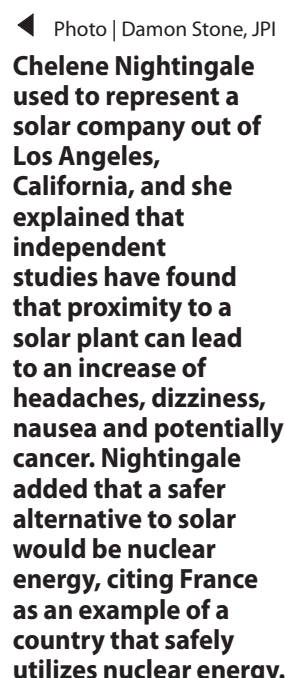 Photo | Damon Stone, JPI
Chelene Nightingale
used to represent a
solar company out of
Los Angeles,
California, and she
explained that
independent
studies have found
that proximity to a
solar plant can lead
to an increase of
headaches, dizziness,
nausea and potentially
cancer. Nightingale
added that a safer
alternative to solar
would be nuclear
energy, citing France
as an example of a
country that safely
utilizes nuclear energy.